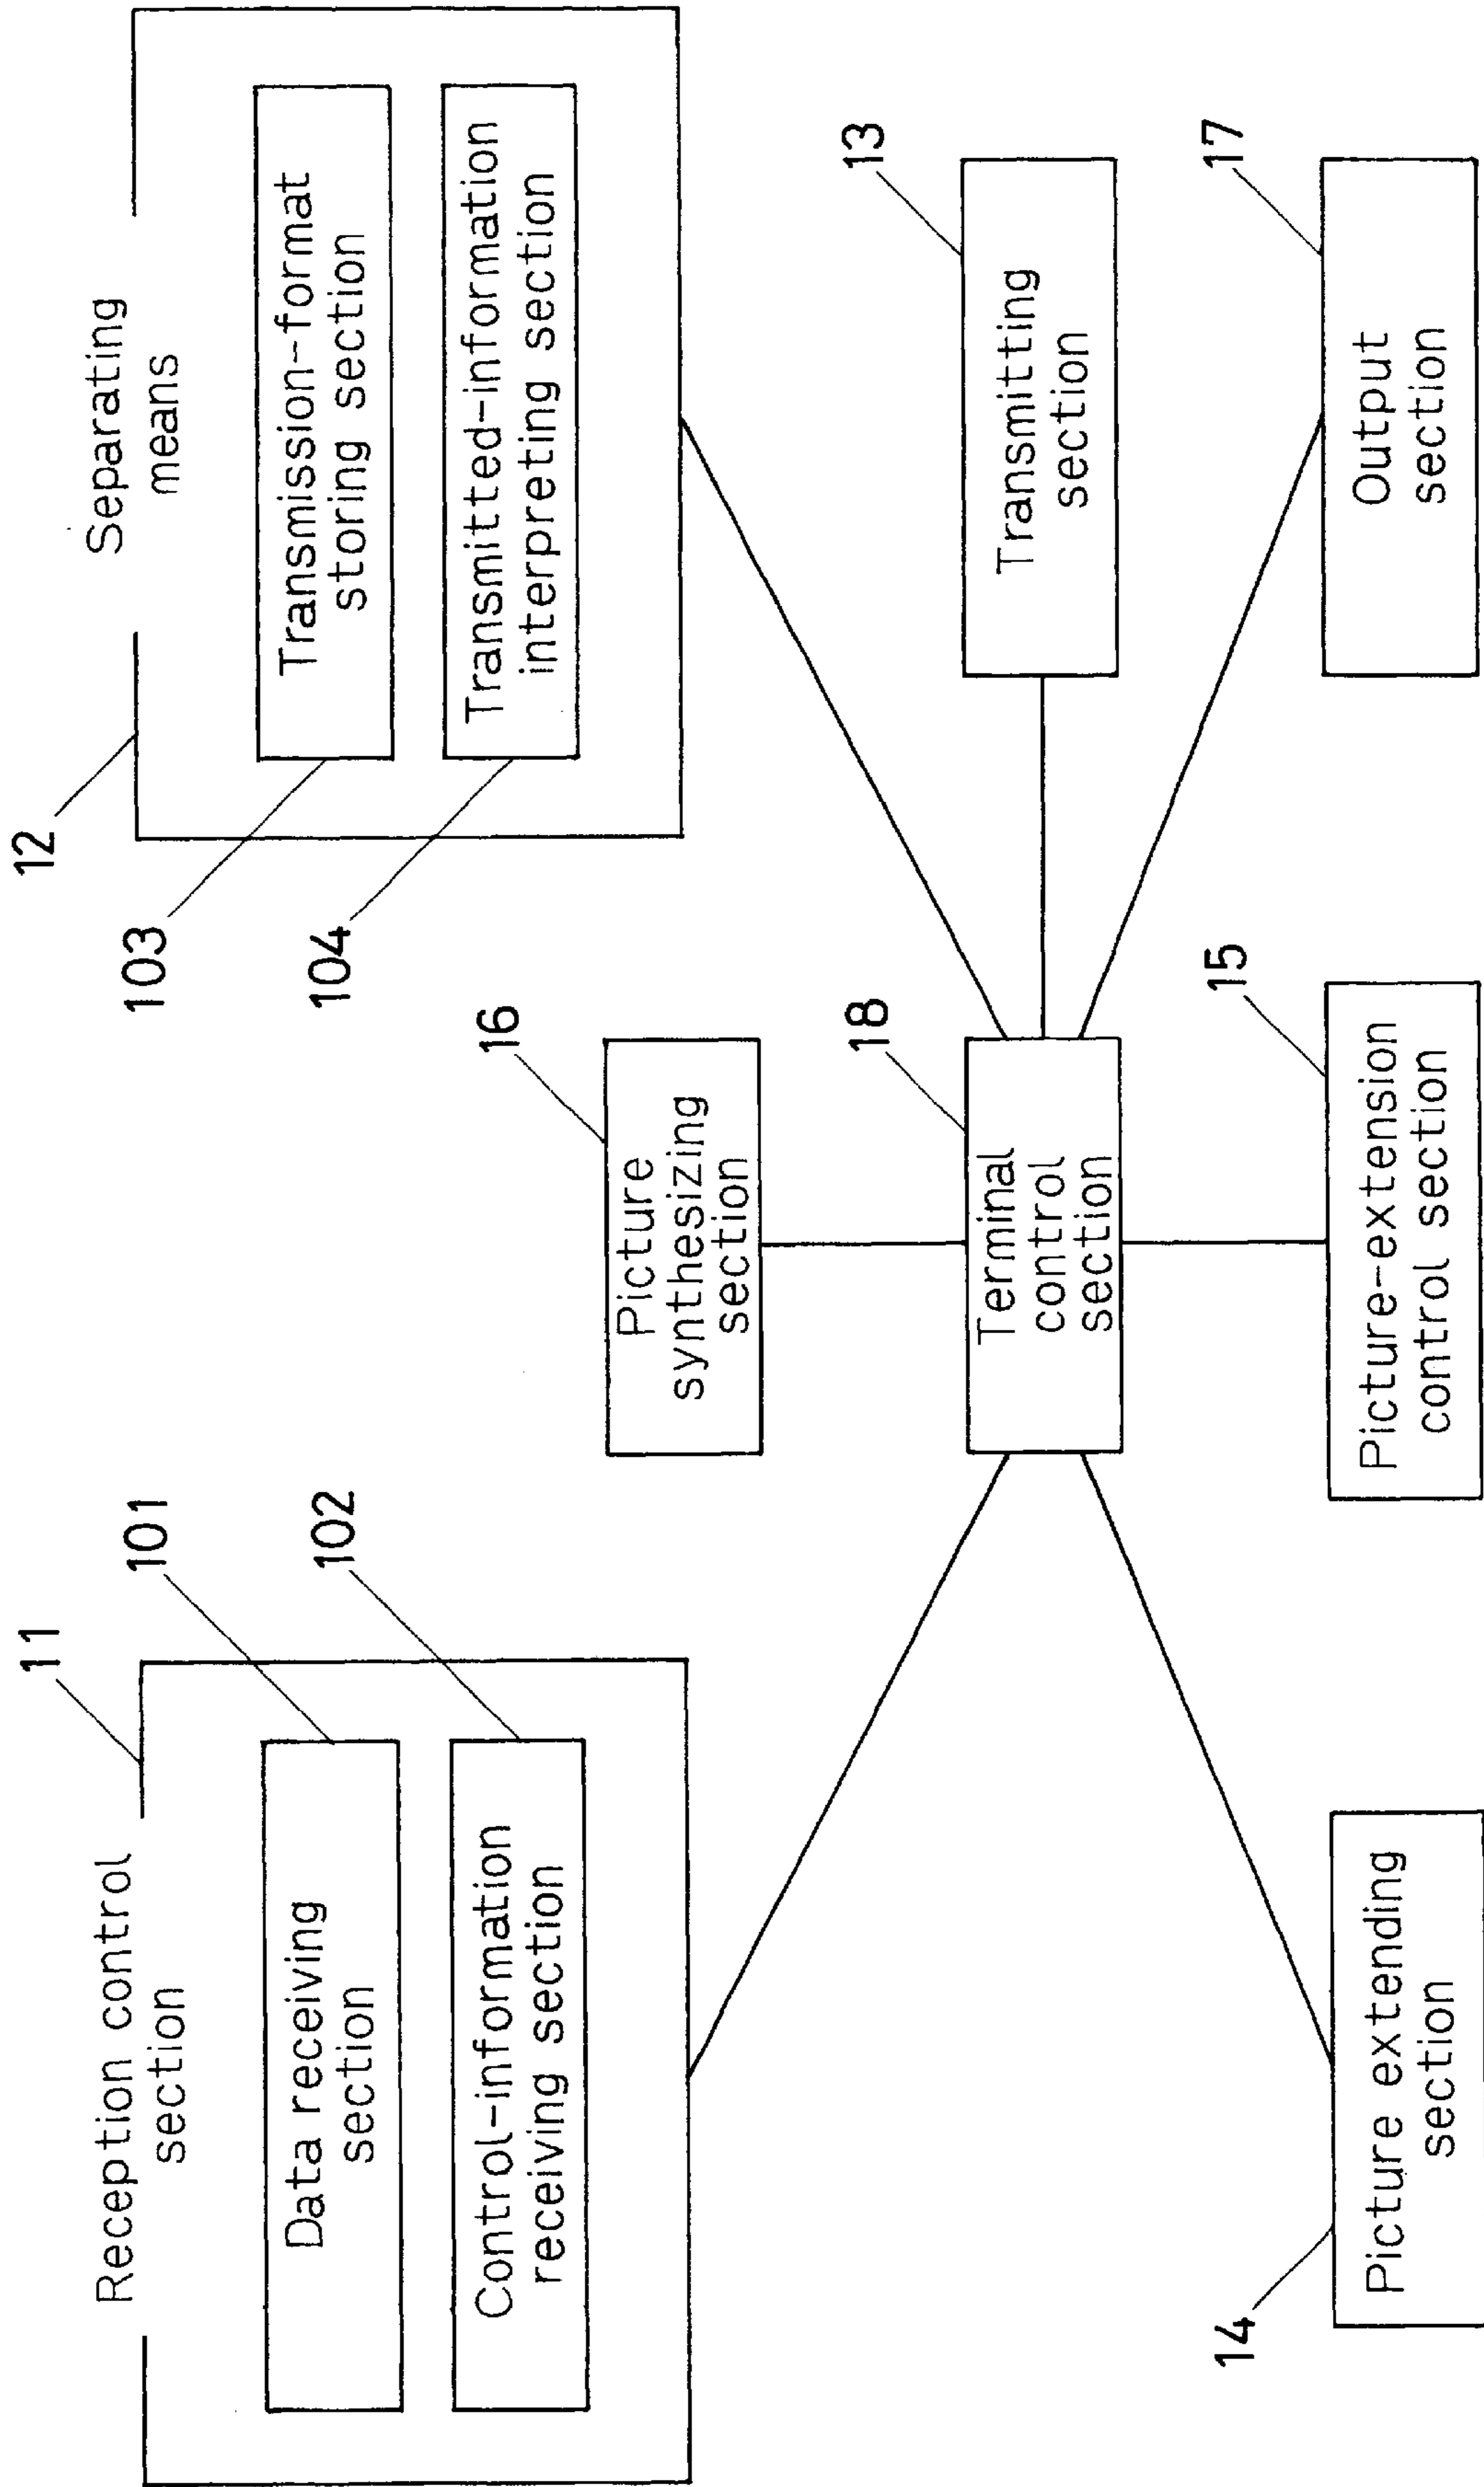 11
Reception control
section
101
Data receiving
section
102
Control-information
receiving section
12
Separating
means
103
Transmission-format
storing section
104
Transmitted-information
interpreting section
16
Picture
synthesizing
section
18
Terminal
control
section
13
Transmitting
section
14
Picture extending
section
15
Picture-extension
control section
17
Output
section